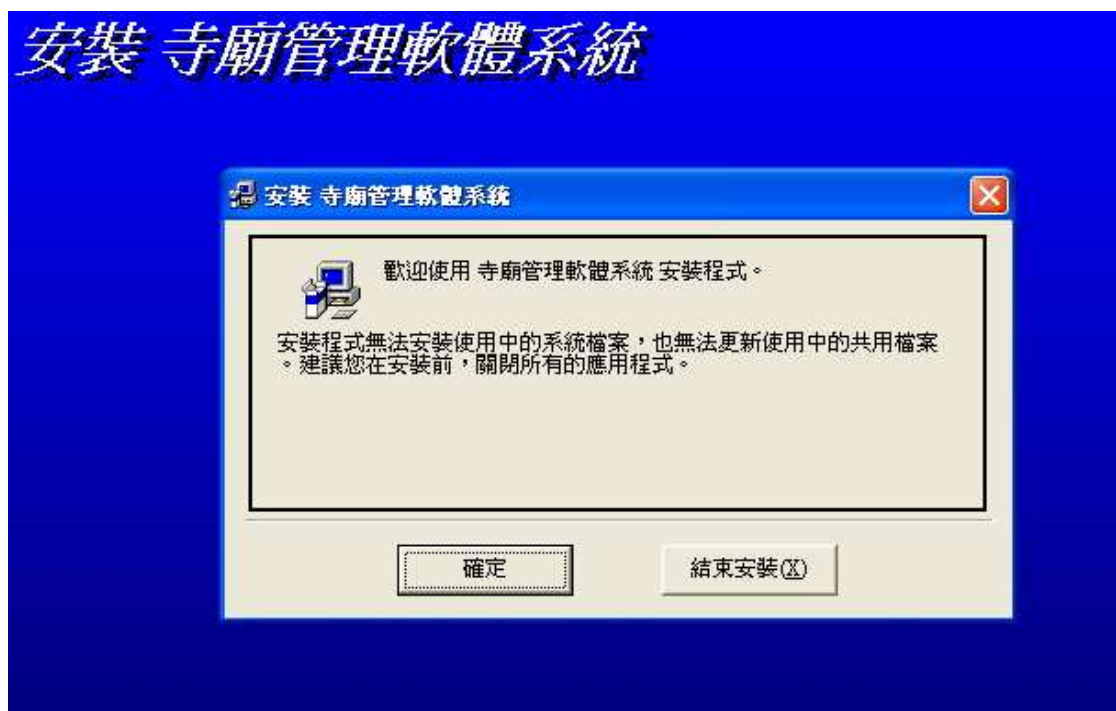 安裝 寺廟管理軟體系統
安裝 寺廟管理軟體系統
歡迎使用 寺廟管理軟體系統 安裝程式。
安裝程式無法安裝使用中的系統檔案，也無法更新使用中的共用檔案
。建議您在安裝前，關閉所有的應用程式。
確定
結束安裝(X)